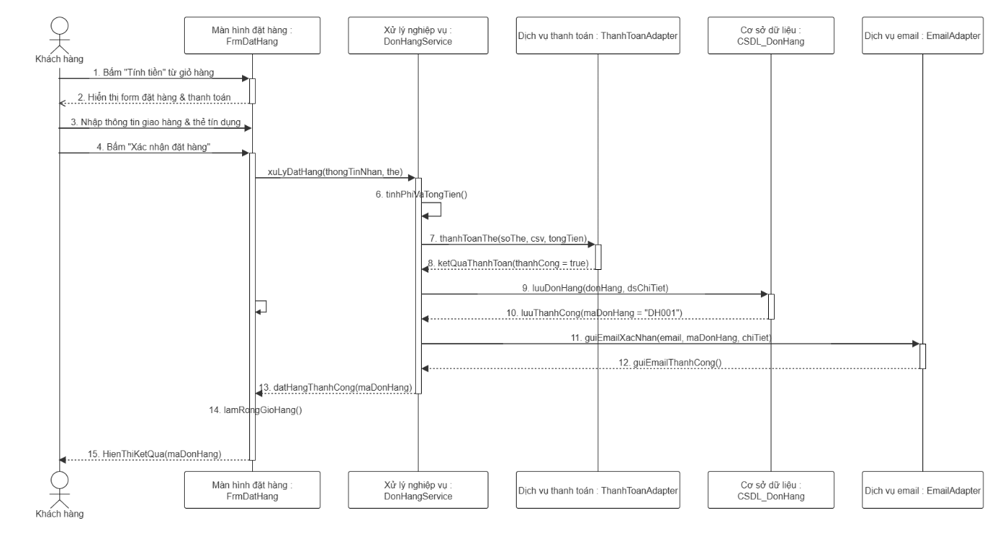 Khách hàng
Màn hình đặt hàng :
FrmDatHang
Xử lý nghiệp vụ :
DonHangService
Dịch vụ thanh toán : ThanhToanAdapter
Cơ sở dữ liệu :
CSDL_DonHang
Dịch vụ email : EmailAdapter
1. Bấm "Tính tiền" từ giỏ hàng
2. Hiển thị form đặt hàng & thanh toán
3. Nhập thông tin giao hàng & thẻ tín dụng
4. Bấm "Xác nhận đặt hàng"
xuLyDatHang(thongTinNhan, the)
6. tinhPhiVaTongTien()
7. thanhToanThe(soThe, csv, tongTien)
8. ketQuaThanhToan(thanhCong = true)
9. luuDonHang(donHang, dsChiTiet)
10. luuThanhCong(maDonHang = "DH001")
11. guiEmailXacNhan(email, maDonHang, chiTiet)
12. guiEmailThanhCong()
13. datHangThanhCong(maDonHang)
14. lamRongGioHang()
15. HienThiKetQua(maDonHang)
Khách hàng
Màn hình đặt hàng :
FrmDatHang
Xử lý nghiệp vụ :
DonHangService
Dịch vụ thanh toán : ThanhToanAdapter
Cơ sở dữ liệu :
CSDL_DonHang
Dịch vụ email : EmailAdapter